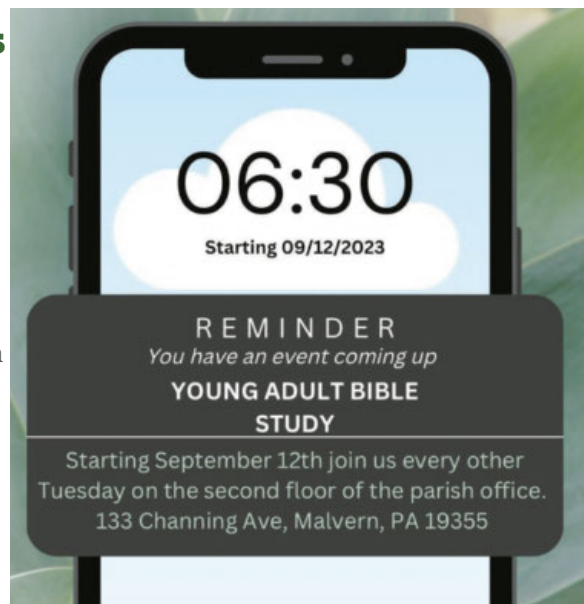 s
06:30
Starting 09/12/2023
REMINDER
You have an event coming up
YOUNG ADULT BIBLE
STUDY
Starting September 12th join us every other
Tuesday on the second floor of the parish office.
133 Channing Ave, Malvern, PA 19355